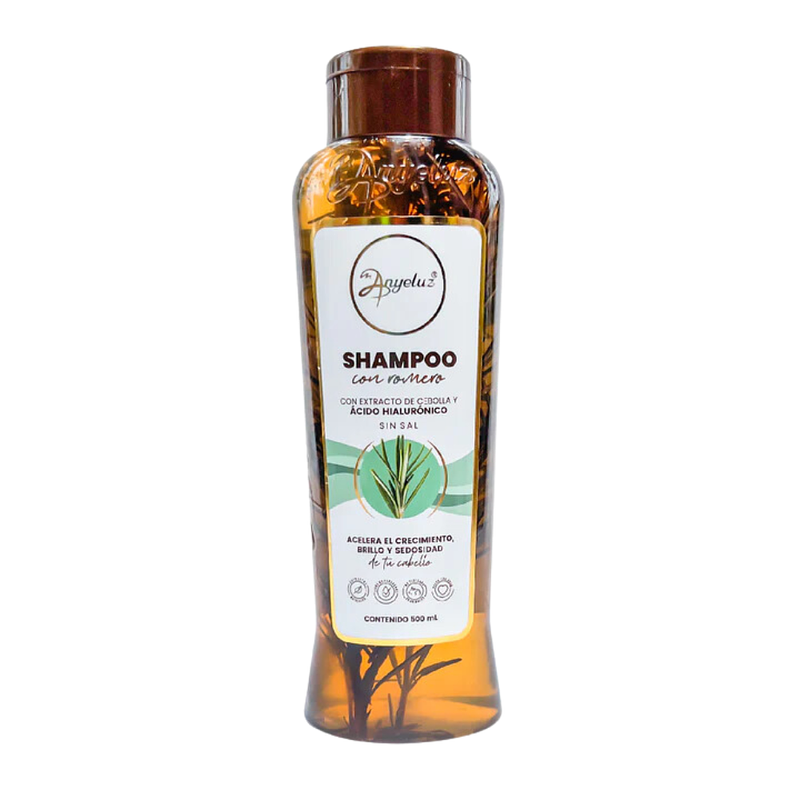 Anyeluz
Anyeluz®
SHAMPOO
con romero
CON EXTRACTO DE CEBOLLA Y
ÁCIDO HIALURÓNICO
SIN SAL
ACELERA EL CRECIMIENTO,
BRILLO Y SEDOSIDAD
de tu cabello
CONTENIDO 500 mL